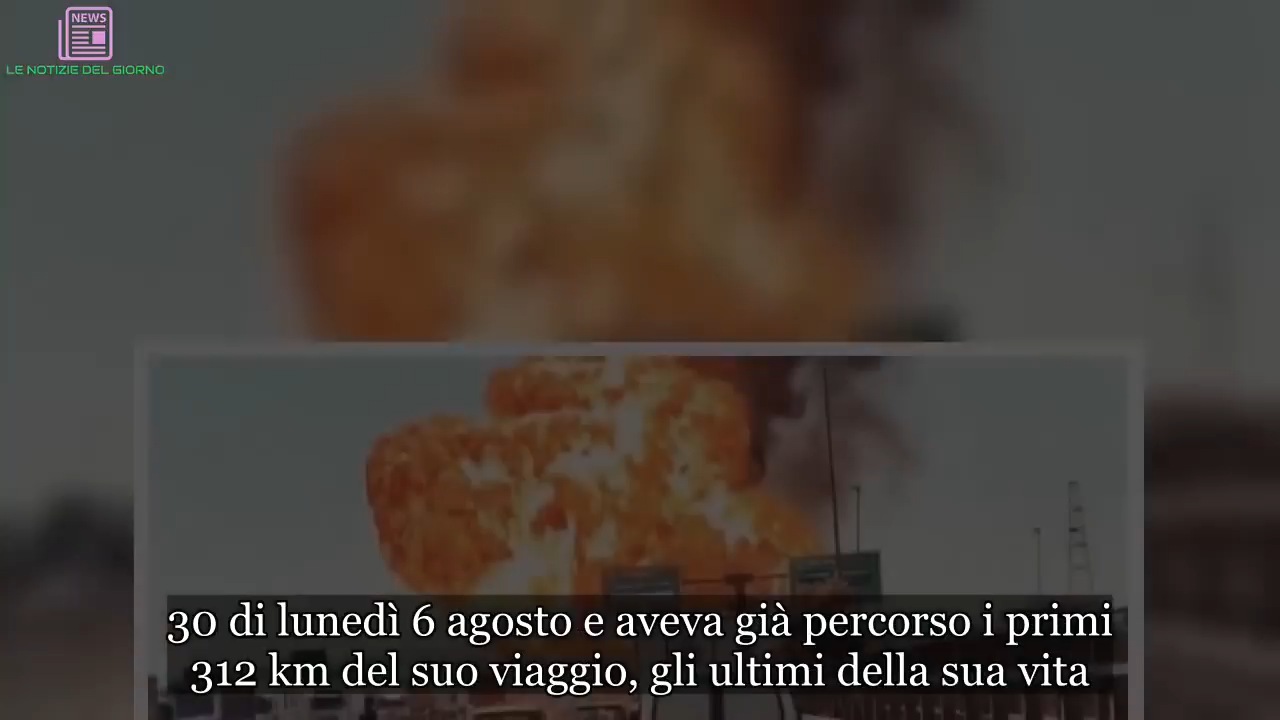 NEWS
LE NOTIZIE DEL GIORNO
30 di lunedì 6 agosto e aveva già percorso i primi
312 km del suo viaggio, gli ultimi della sua vita